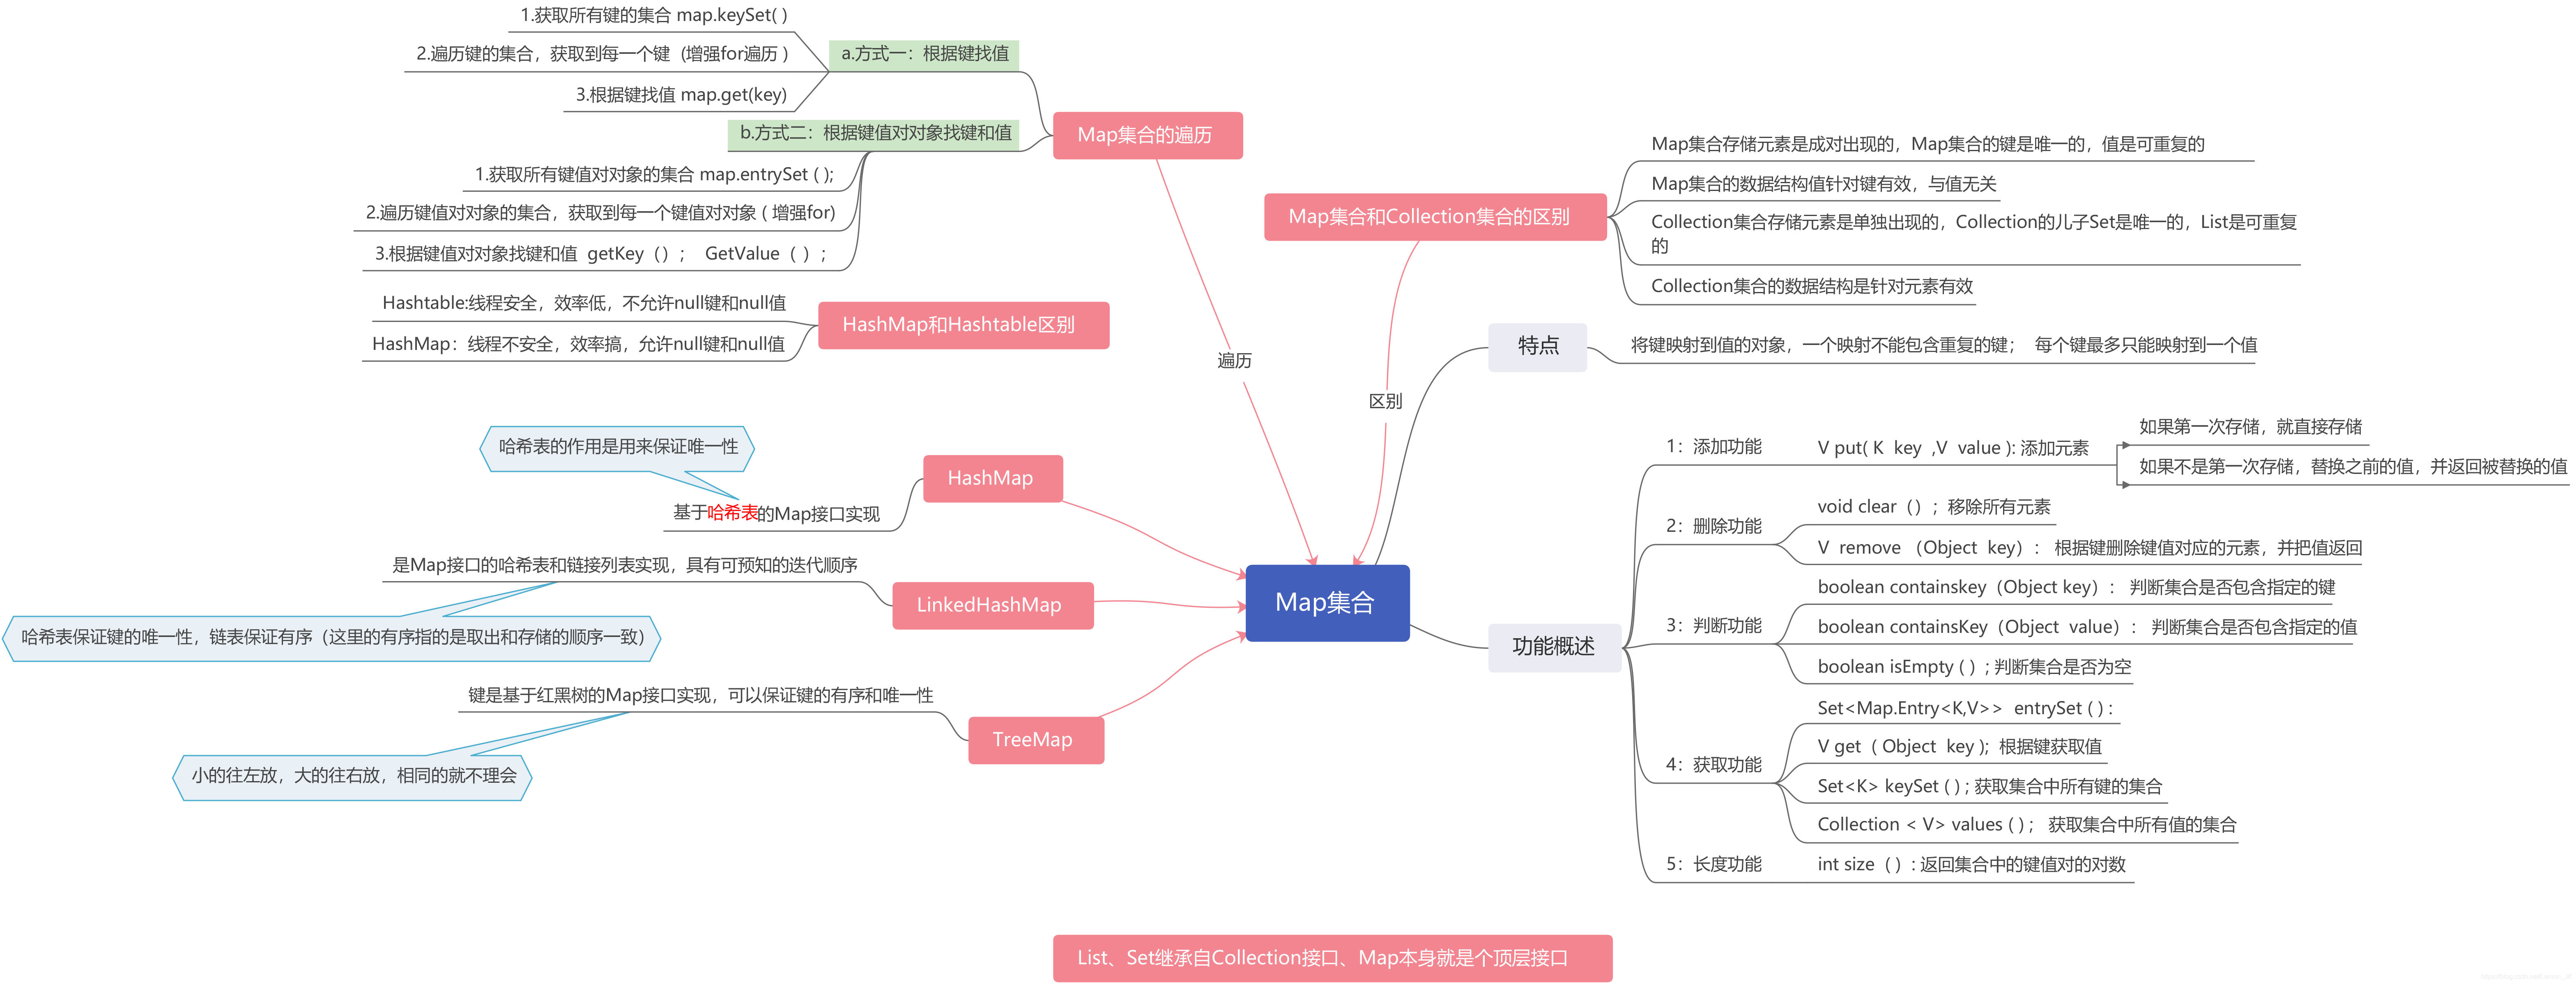 1.获取所有键的集合 map.keySet( )
2.遍历键的集合，获取到每一个键（增强for遍历 ）
3.根据键找值 map.get(key)
a.方式一：根据键找值
b.方式二：根据键值对对象找键和值
1.获取所有键值对对象的集合 map.entrySet ( );
2.遍历键值对对象的集合，获取到每一个键值对对象 ( 增强for)
3.根据键值对对象找键和值 getKey（）； GetValue（ ）；
Map集合的遍历
Hashtable:线程安全，效率低，不允许null键和null值
HashMap：线程不安全，效率搞，允许null键和null值
HashMap和Hashtable区别
遍历
Map集合和Collection集合的区别
Map集合存储元素是成对出现的，Map集合的键是唯一的，值是可重复的
Map集合的数据结构值针对键有效，与值无关
Collection集合存储元素是单独出现的，Collection的儿子Set是唯一的，List是可重复
的
Collection集合的数据结构是针对元素有效
区别
特点
将键映射到值的对象，一个映射不能包含重复的键； 每个键最多只能映射到一个值
哈希表的作用是用来保证唯一性
HashMap
基于哈希表的Map接口实现
是Map接口的哈希表和链接列表实现，具有可预知的迭代顺序
LinkedHashMap
哈希表保证键的唯一性，链表保证有序（这里的有序指的是取出和存储的顺序一致）
键是基于红黑树的Map接口实现，可以保证键的有序和唯一性
TreeMap
小的往左放，大的往右放，相同的就不理会
Map集合
功能概述
1：添加功能 V put( K key ,V value ): 添加元素
如果第一次存储，就直接存储
如果不是第一次存储，替换之前的值，并返回被替换的值
2：删除功能
void clear（）；移除所有元素
V remove （Object key）： 根据键删除键值对应的元素，并把值返回
3：判断功能
boolean containskey（Object key）： 判断集合是否包含指定的键
boolean containsKey（Object value）： 判断集合是否包含指定的值
boolean isEmpty ( ) ; 判断集合是否为空
4：获取功能
Set<Map.Entry<K,V>> entrySet ( ) :
V get（ Object key ); 根据键获取值
Set<K> keySet ( ) ; 获取集合中所有键的集合
Collection < V> values ( ) ； 获取集合中所有值的集合
5：长度功能 int size（ ）: 返回集合中的键值对的对数
List、Set继承自Collection接口、Map本身就是个顶层接口